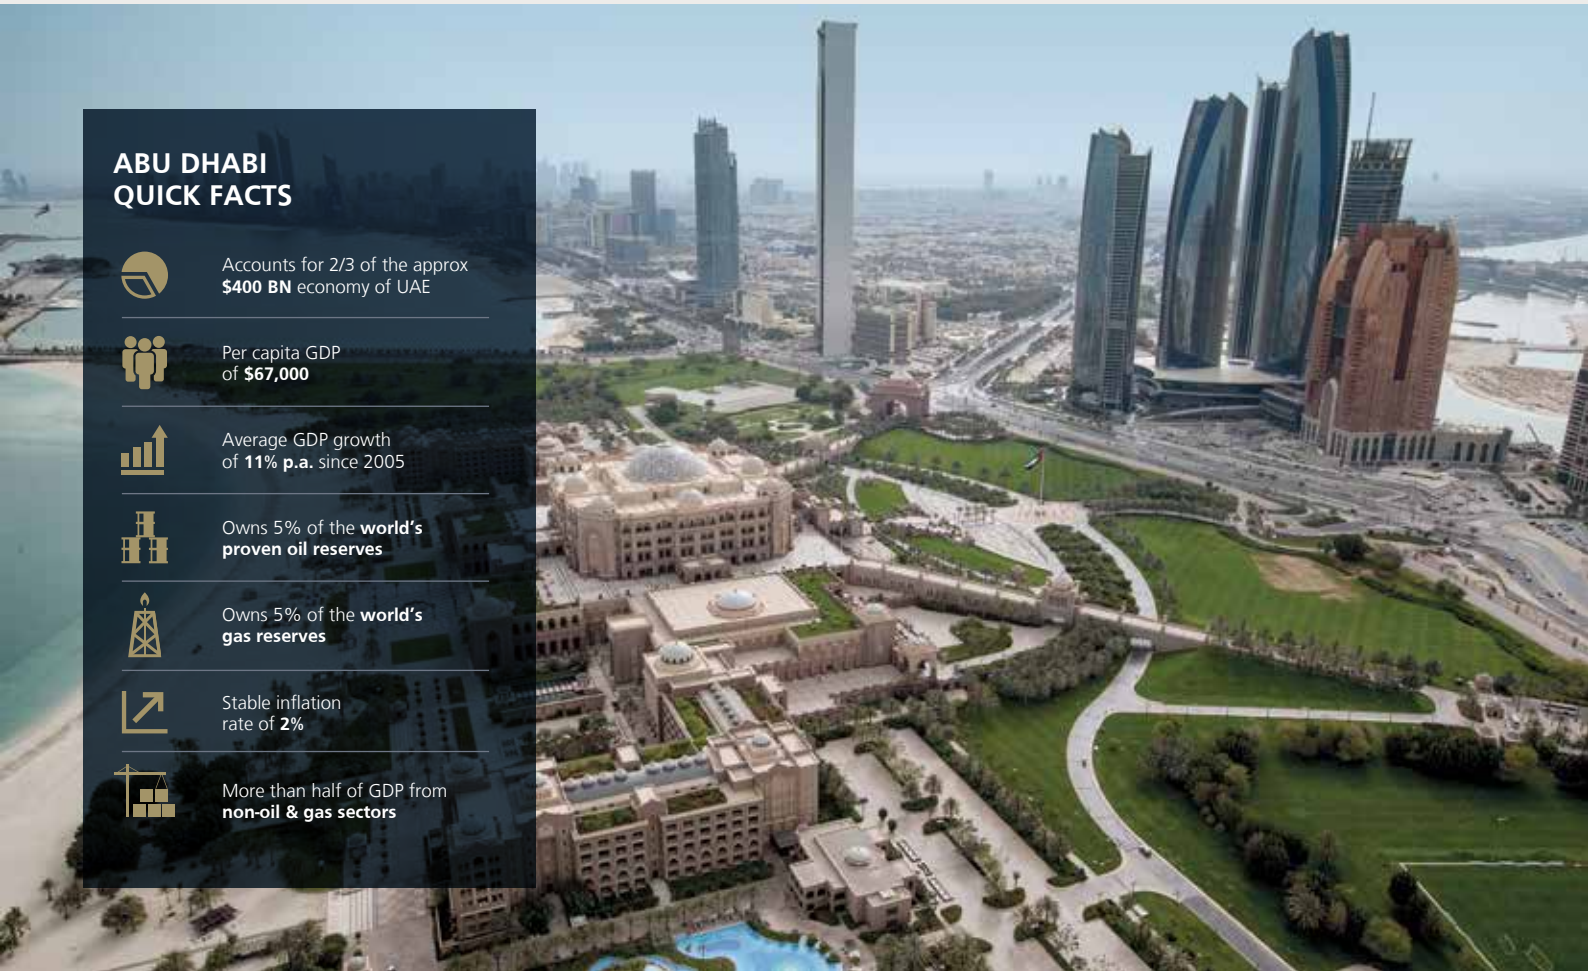 ABU DHABI
QUICK FACTS
Accounts for 2/3 of the approx
$400 BN economy of UAE
Per capita GDP
of $67,000
Average GDP growth
of 11% p.a. since 2005
Owns 5% of the world's
proven oil reserves
Owns 5% of the world's
gas reserves
Stable inflation
rate of 2%
More than half of GDP from
non-oil & gas sectors